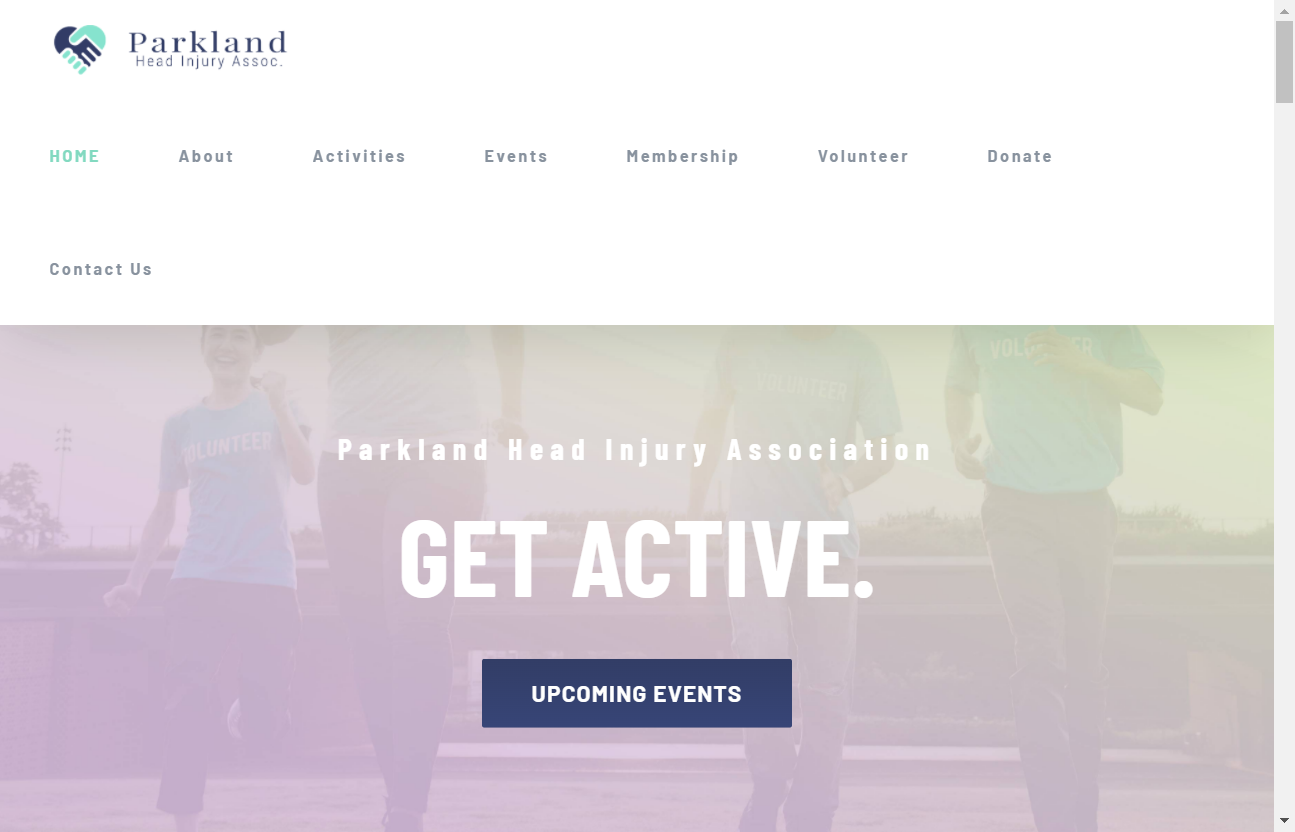 Parkland
Head Injury Assoc.
HOME About Activities Events Membership Volunteer Donate
Contact Us
VOLUNTEER
VOLUNTEER
VOLUNTEER
Parkland Head Injury Association
GET ACTIVE.
UPCOMING EVENTS